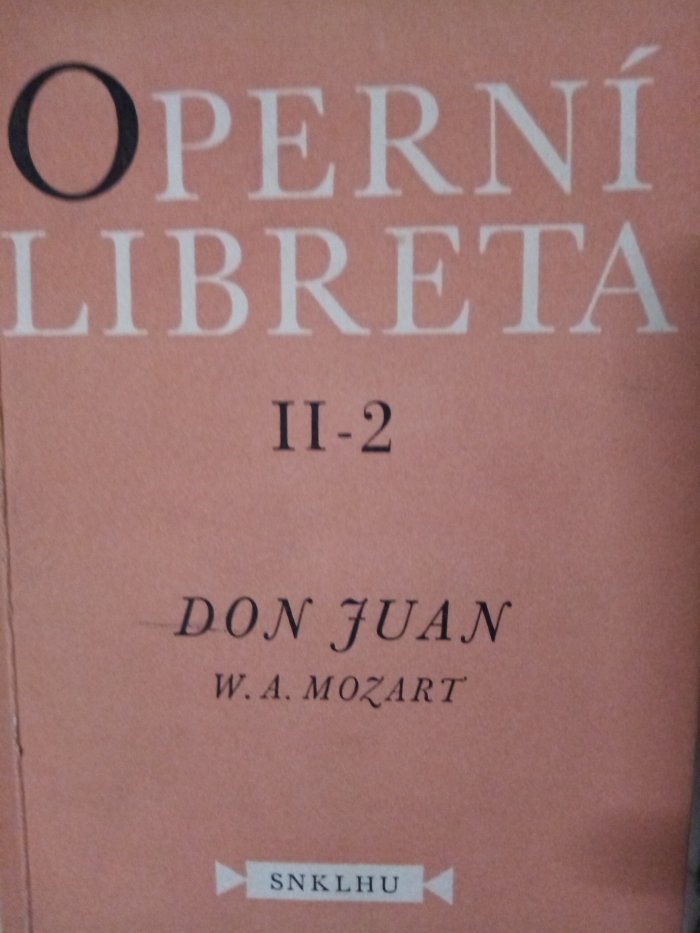 OPERNÍ
LIBRETA
II-2
DON JUAN
W. A. MOZART
SNKLHU